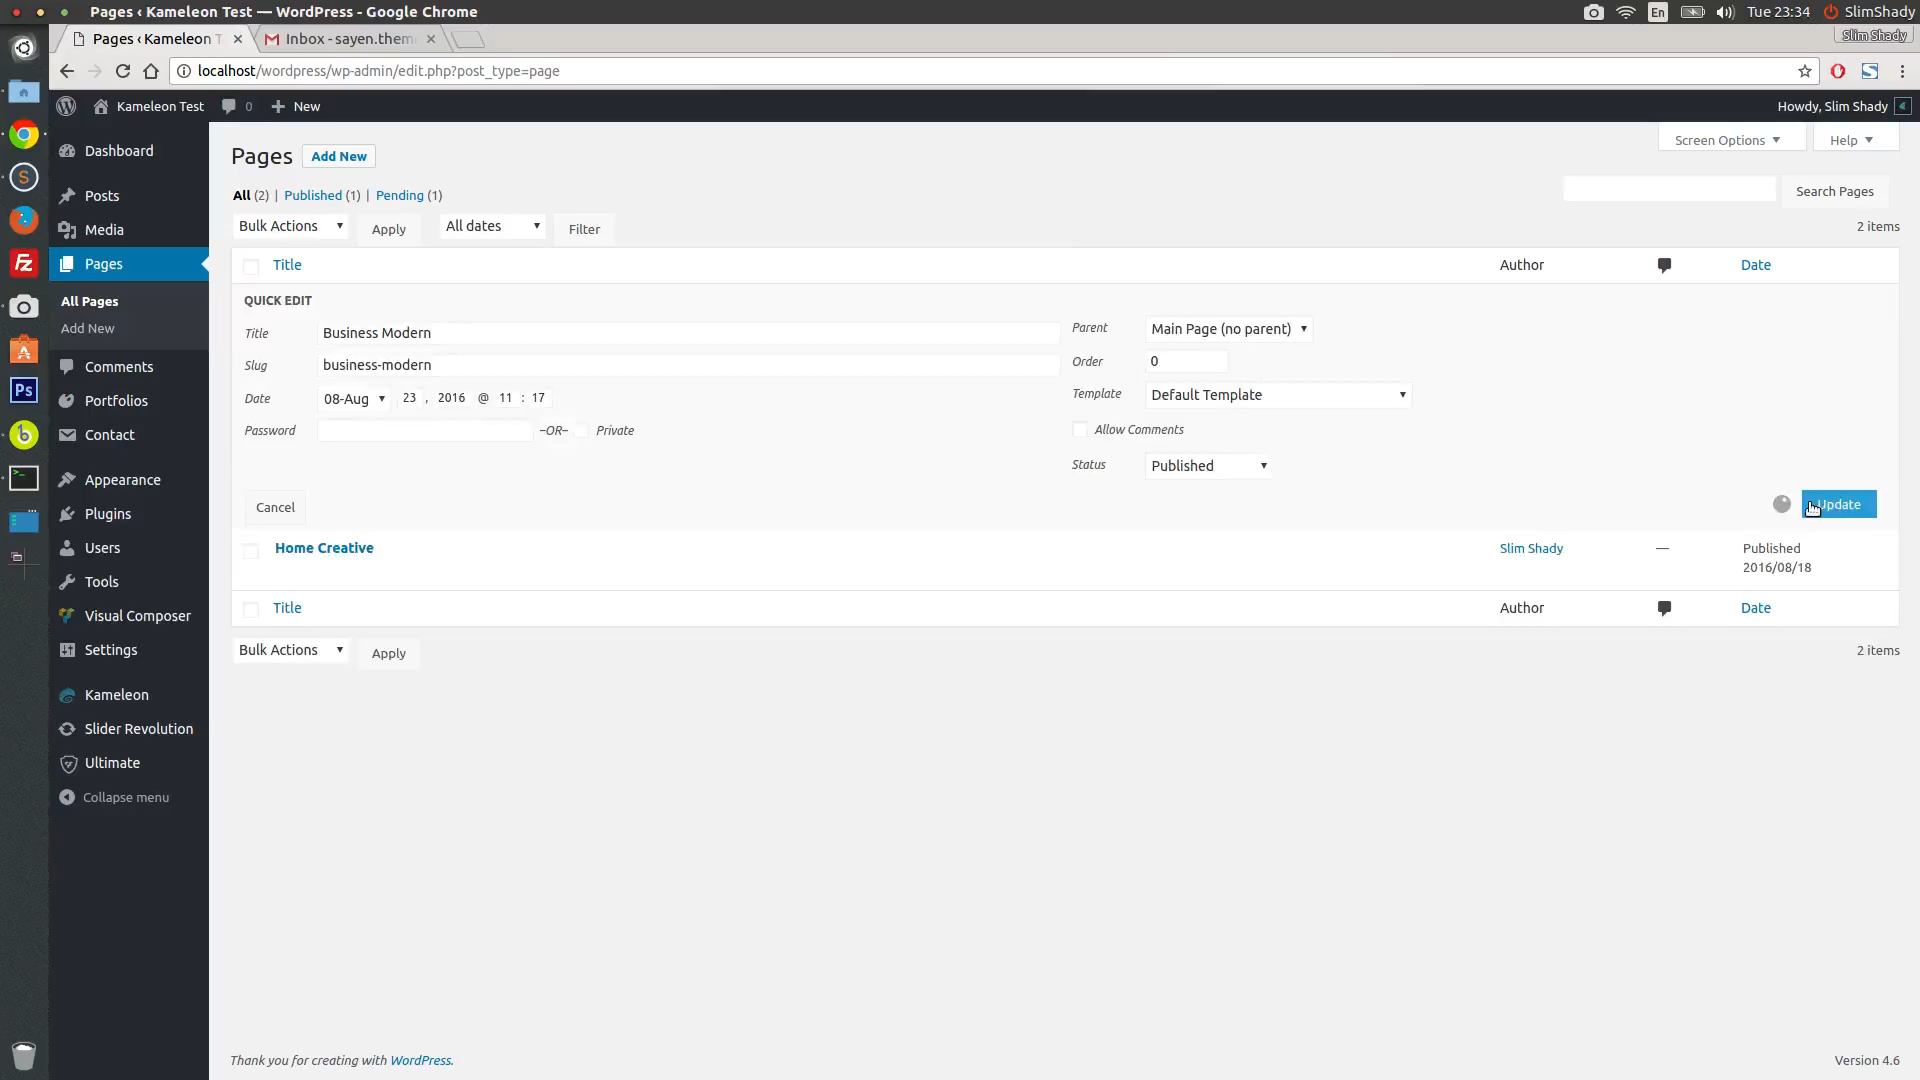 Pages ‹ Kameleon Test — WordPress - Google Chrome
En
Tue 23:34
SlimShady
Pages ‹ Kameleon T
Inbox - sayen.them
Slim Shady
localhost/wordpress/wp-admin/edit.php?post_type=page
Kameleon Test
0
New
Howdy, Slim Shady
Dashboard
Posts
Media
Pages
All Pages
Add New
Comments
Portfolios
Contact
Appearance
Plugins
Users
Tools
Visual Composer
Settings
Kameleon
Slider Revolution
Ultimate
Collapse menu
Fz
Ps
Screen Options
Help
Pages Add New
All (2) | Published (1) | Pending (1)
Search Pages
Bulk Actions Apply All dates Filter
2 items
Title Author Date
QUICK EDIT
Title Business Modern
Slug business-modern
Date 08-Aug 23 , 2016 @ 11 : 17
Password –OR– Private
Parent Main Page (no parent)
Order 0
Template Default Template
Allow Comments
Status Published
Cancel Update
Home Creative Slim Shady — Published
2016/08/18
Title Author Date
Bulk Actions Apply
2 items
Thank you for creating with WordPress.
Version 4.6